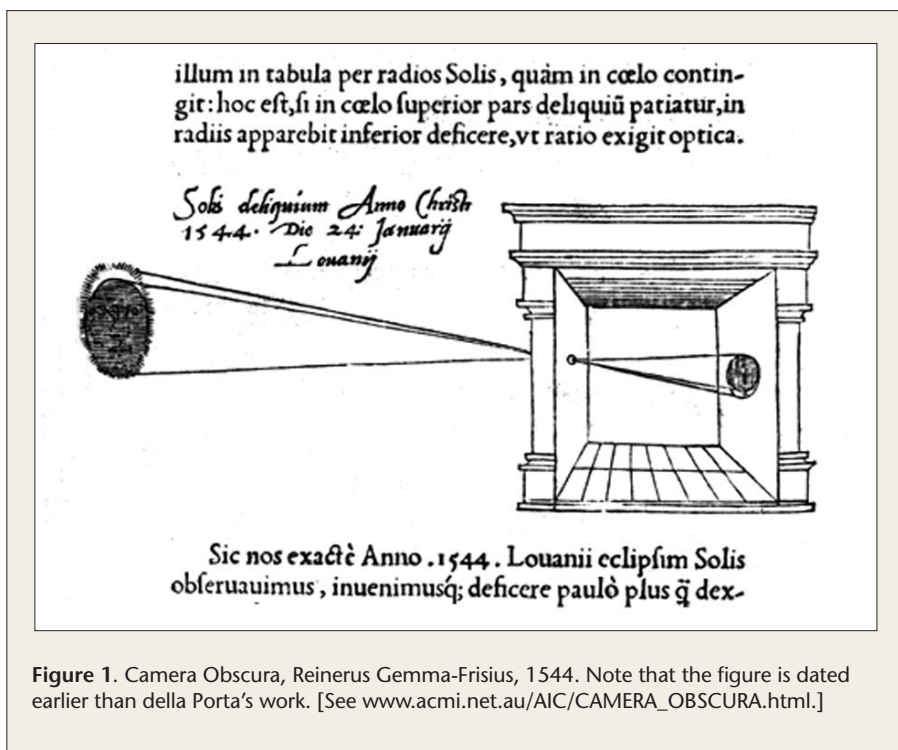 illum in tabula per radios Solis, quàm in cœlo contin-
git: hoc eſt, ſi in cœlo ſuperior pars deliquiū patiatur, in
radiis apparebit inferior deficere, vt ratio exigit optica.
Solis deliquium Anno Christi
1544. Die 24: Januarij
Louanij
Sic nos exactè Anno .1544. Louanii eclipſim Solis
obſeruauimus, inuenimusq́; deficere paulò plus q̈ dex-
Figure 1. Camera Obscura, Reinerus Gemma-Frisius, 1544. Note that the figure is dated
earlier than della Porta’s work. [See www.acmi.net.au/AIC/CAMERA_OBSCURA.html.]